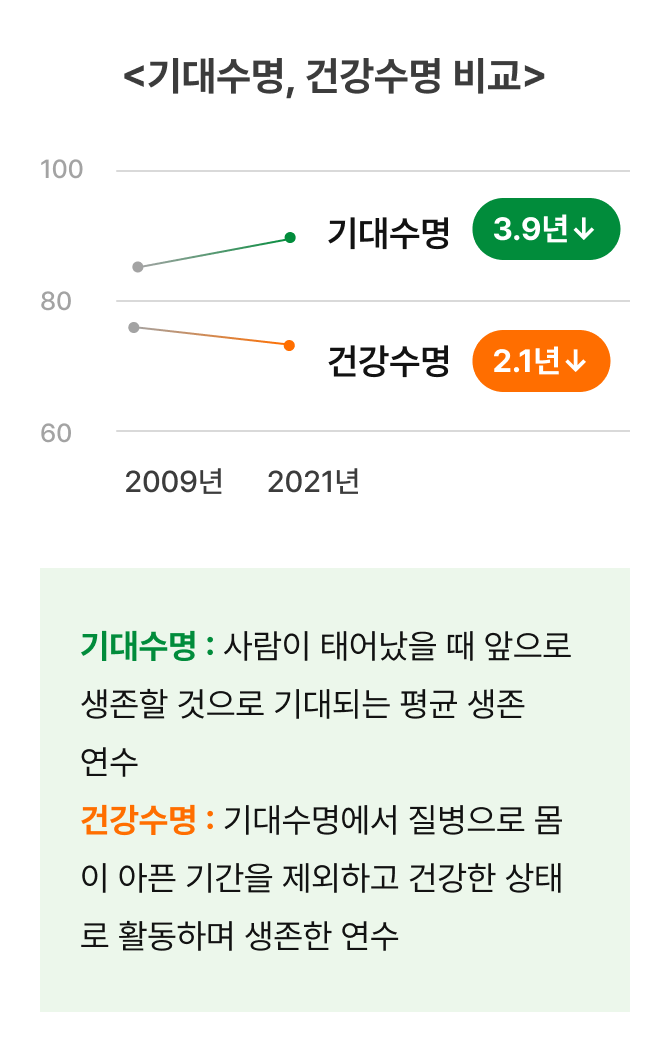 <기대수명, 건강수명 비교>
100
기대수명 3.9년↓
80
건강수명 2.1년↓
60
2009년 2021년
기대수명 : 사람이 태어났을 때 앞으로
생존할 것으로 기대되는 평균 생존
연수
건강수명 : 기대수명에서 질병으로 몸
이 아픈 기간을 제외하고 건강한 상태
로 활동하며 생존한 연수